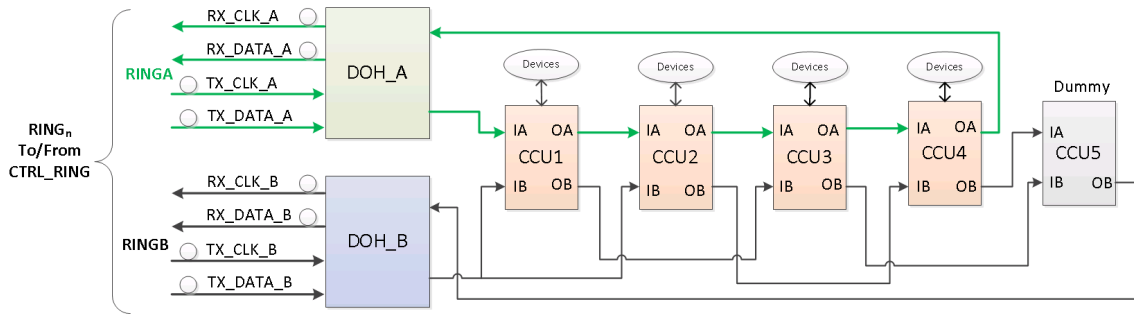 RX_CLK_A
RX_DATA_A
RINGA
TX_CLK_A
TX_DATA_A
DOH_A
RINGn
To/From
CTRL_RING
RX_CLK_B
RX_DATA_B
RINGB
TX_CLK_B
TX_DATA_B
DOH_B
Devices
IA OA
CCU1
IB OB
Devices
IA OA
CCU2
IB OB
Devices
IA OA
CCU3
IB OB
Devices
IA OA
CCU4
IB OB
Dummy
IA
CCU5
IB OB